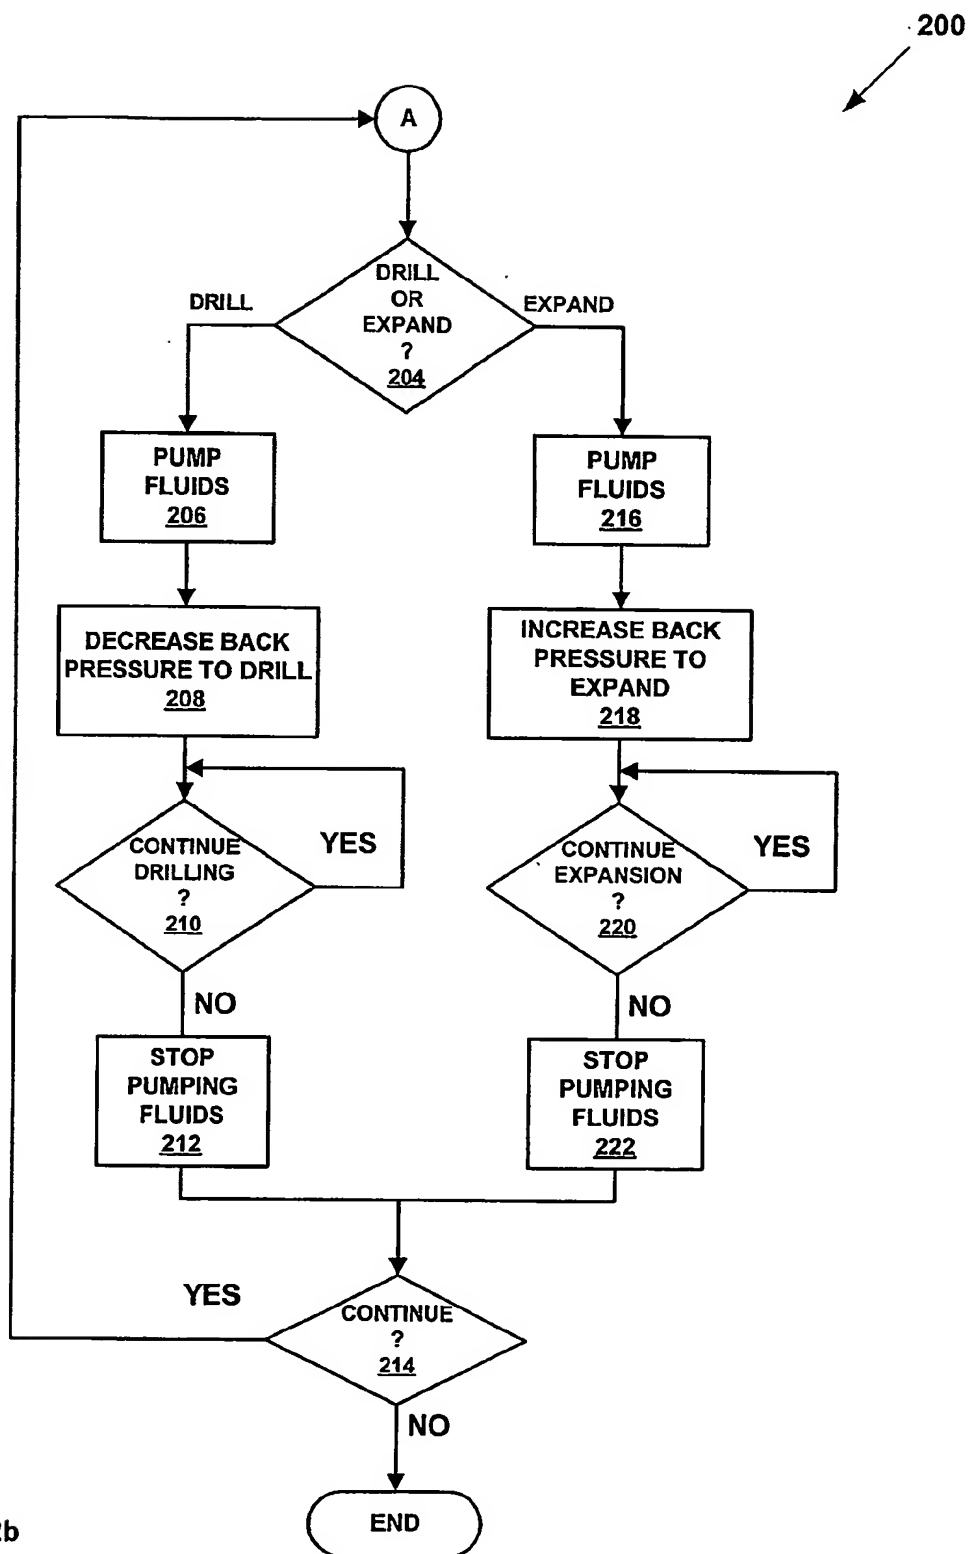 200
A
DRILL
OR
EXPAND
?
204
DRILL
EXPAND
PUMP
FLUIDS
206
PUMP
FLUIDS
216
DECREASE BACK
PRESSURE TO DRILL
208
INCREASE BACK
PRESSURE TO
EXPAND
218
CONTINUE
DRILLING
?
210
YES
CONTINUE
EXPANSION
?
220
YES
NO
NO
STOP
PUMPING
FLUIDS
212
STOP
PUMPING
FLUIDS
222
YES
CONTINUE
?
214
NO
END
2b